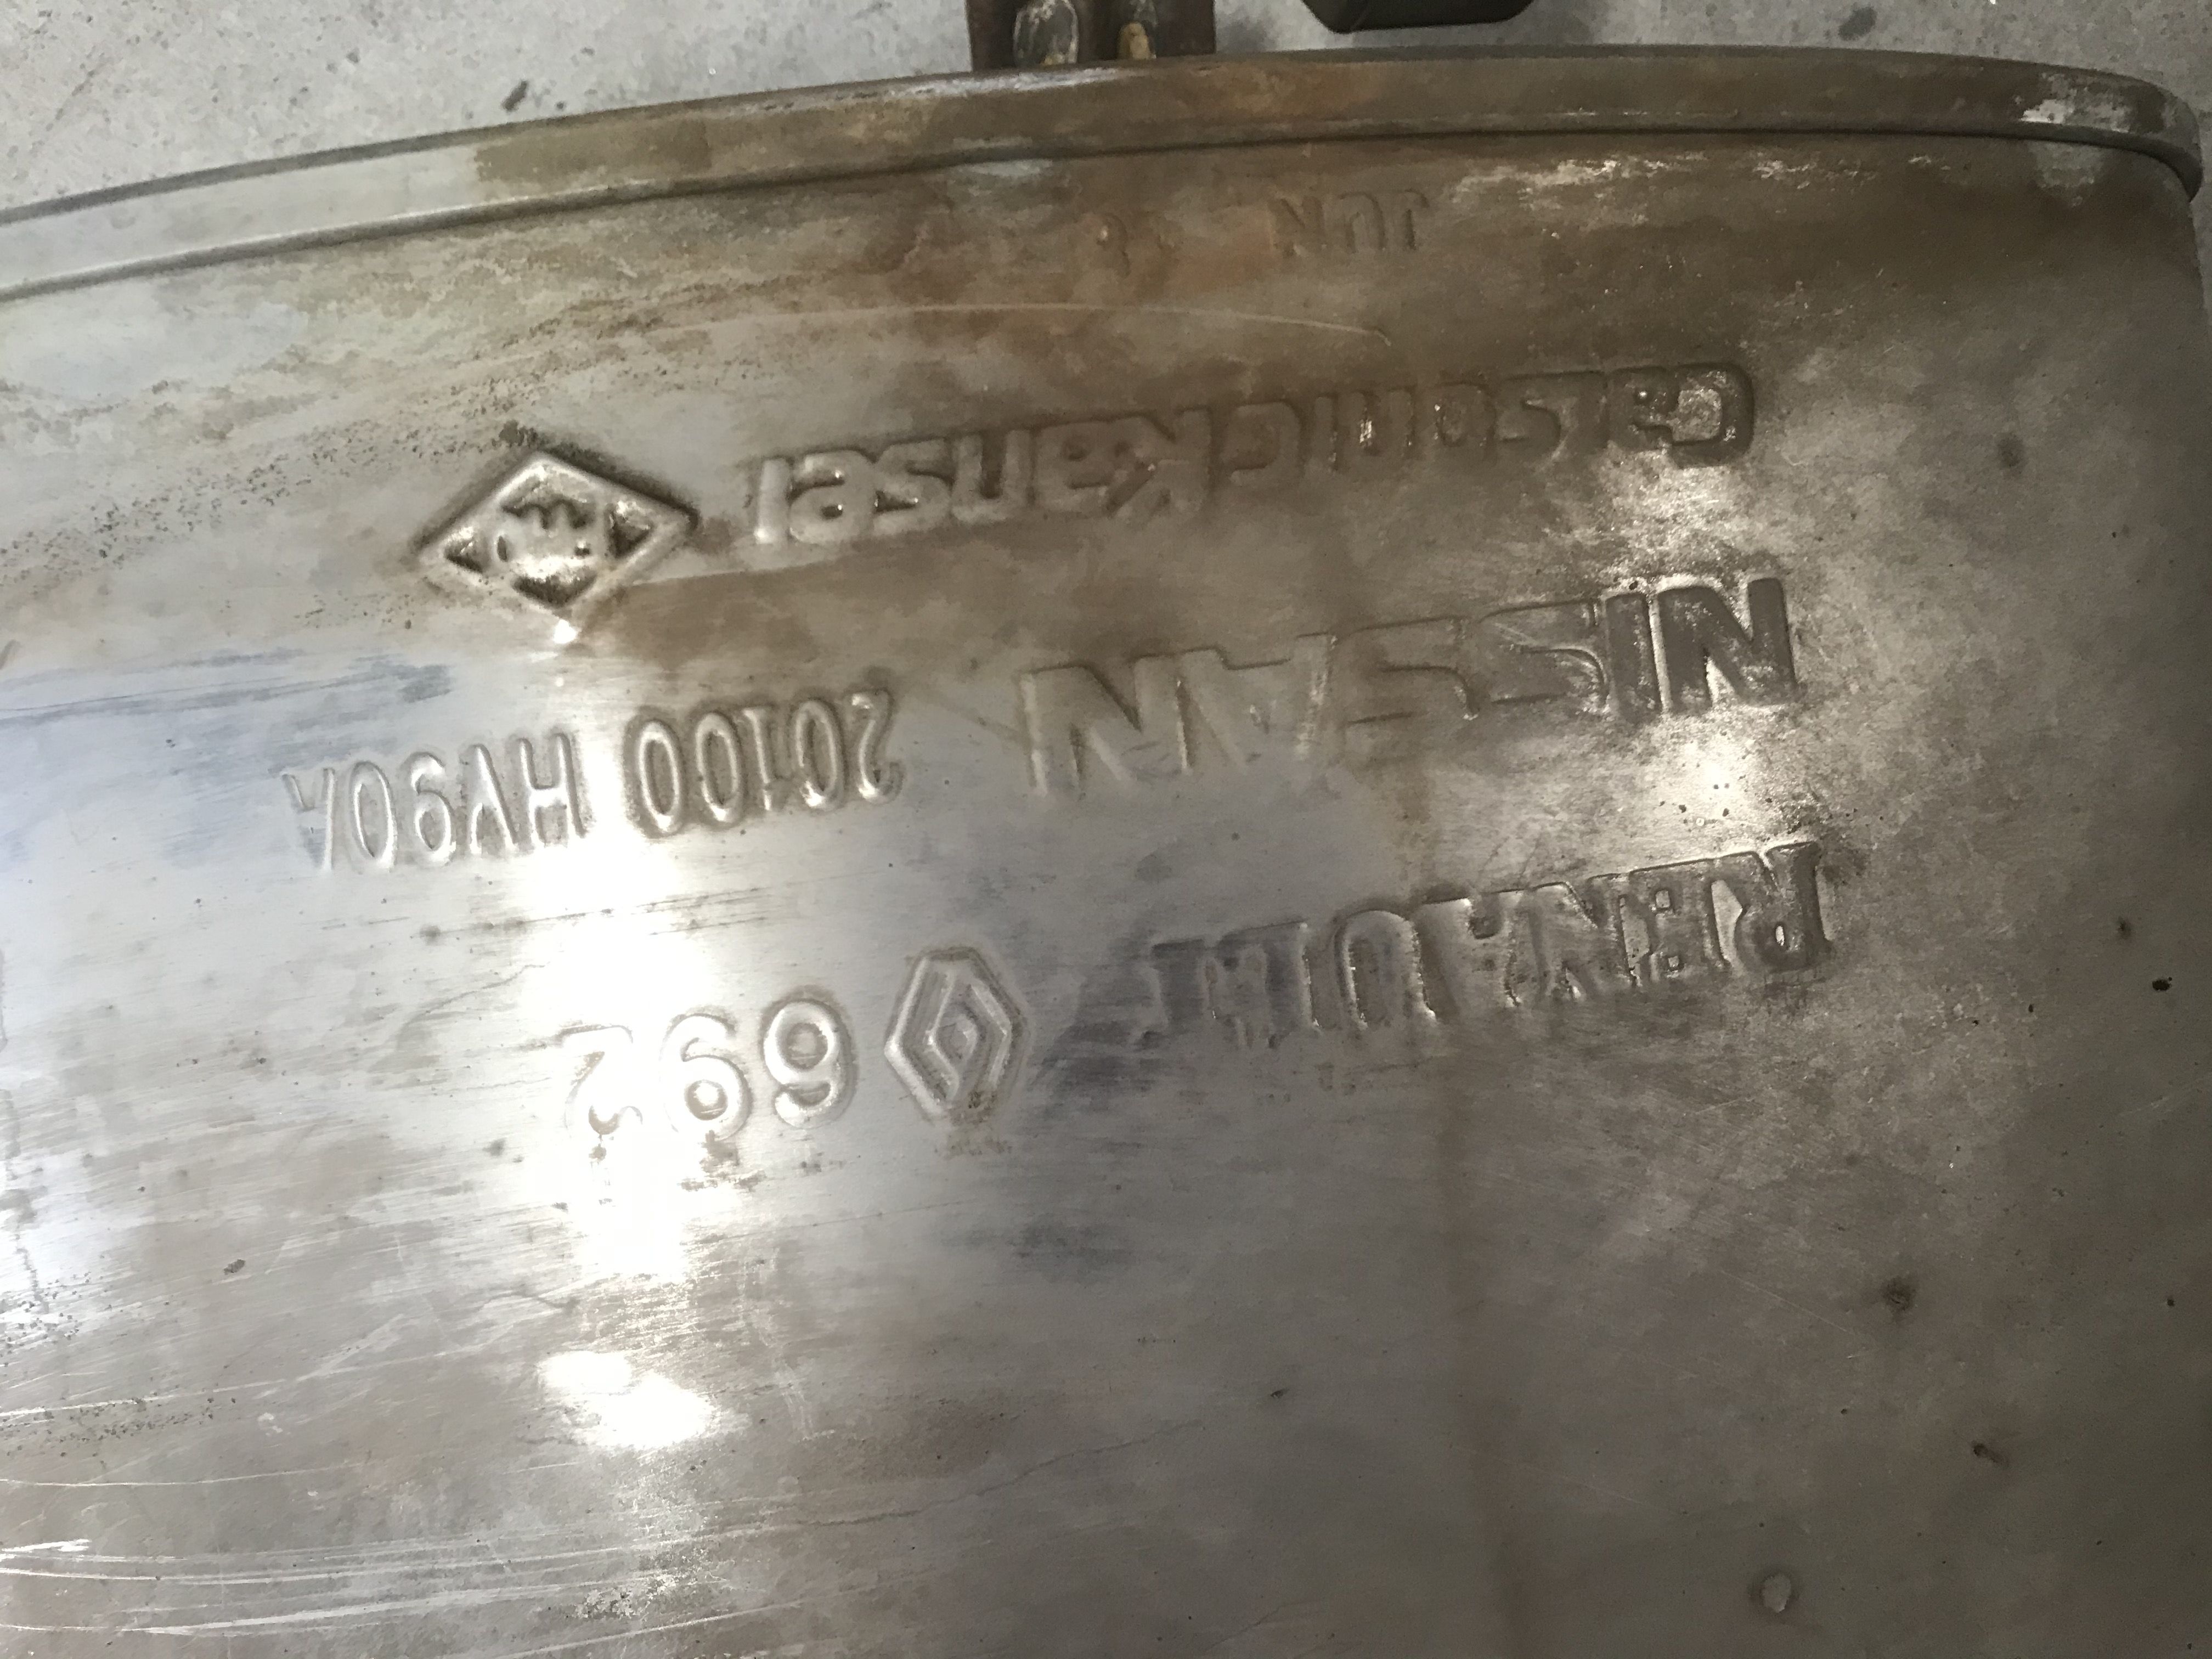 RENAULT 692
NISSAN 20100 HV90A
CalsonicKansei
JUN